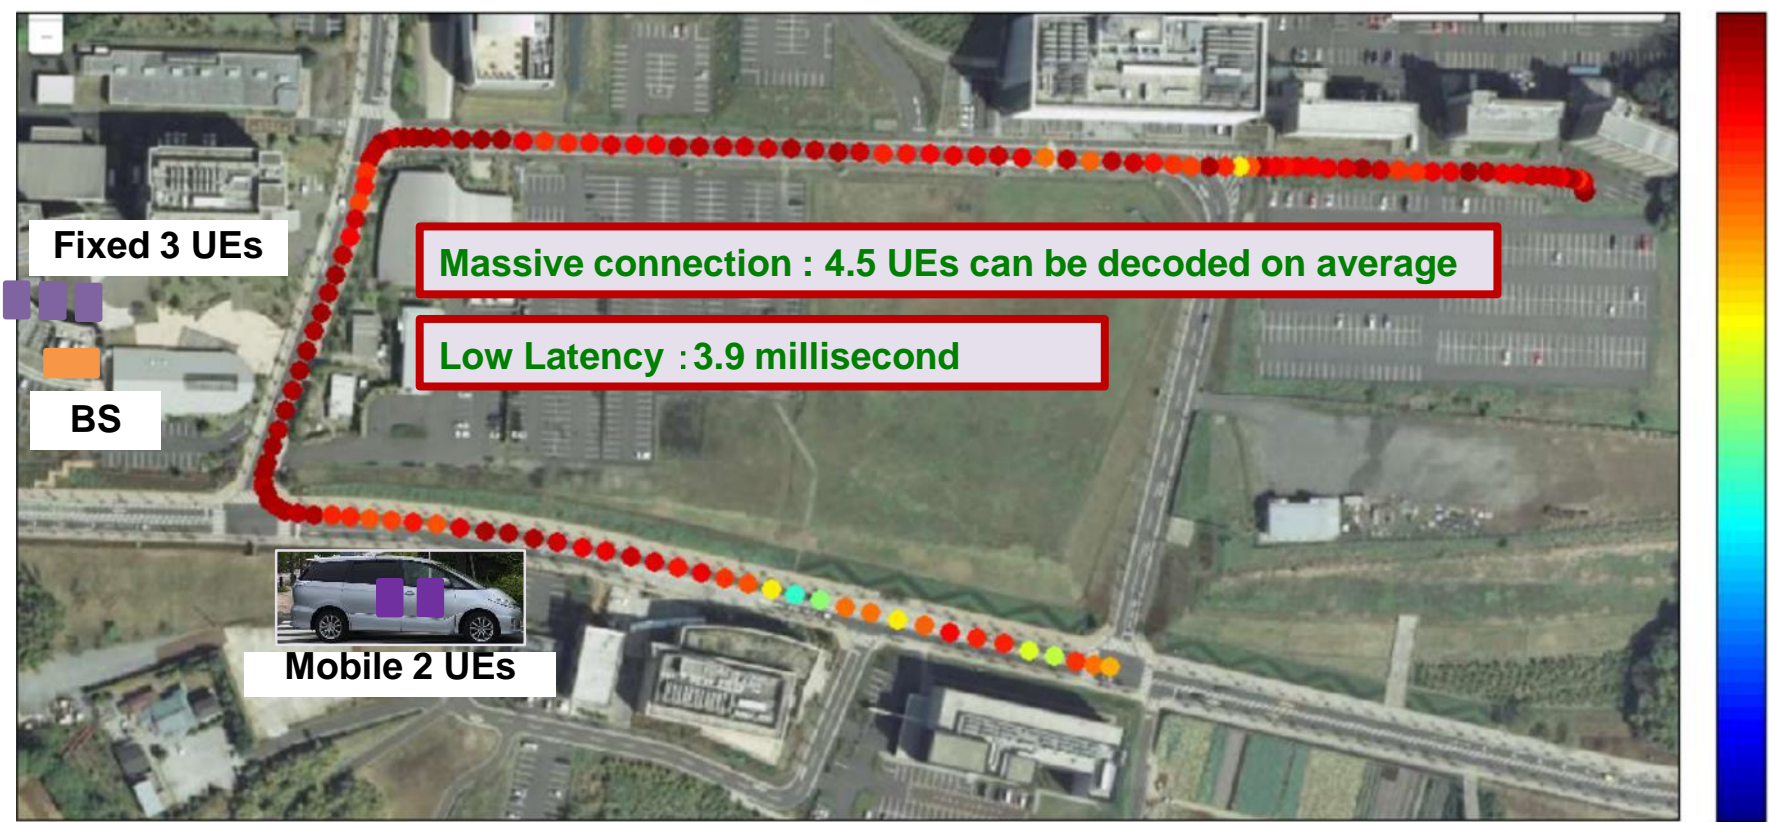 Fixed 3 UEs
Massive connection : 4.5 UEs can be decoded on average
Low Latency : 3.9 millisecond
BS
Mobile 2 UEs